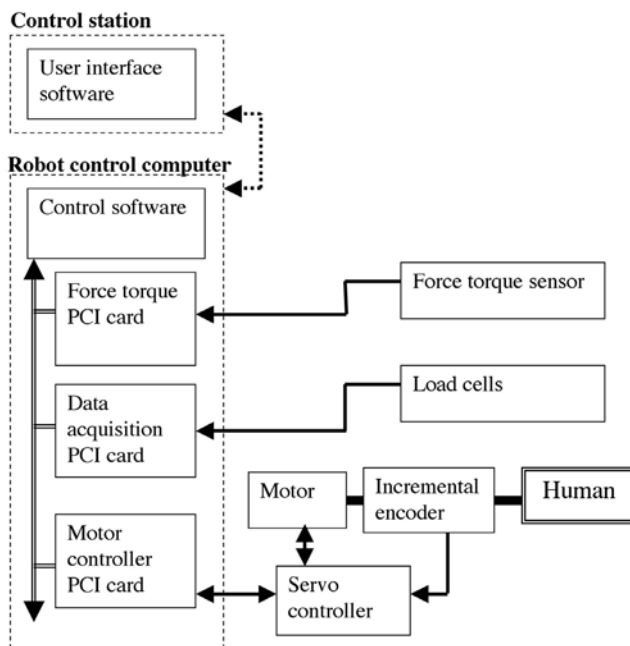 Control station
User interface
software
Robot control computer
Control software
Force torque
PCI card
Force torque sensor
Data
acquisition
PCI card
Load cells
Motor
Incremental
encoder
Human
Motor
controller
PCI card
Servo
controller